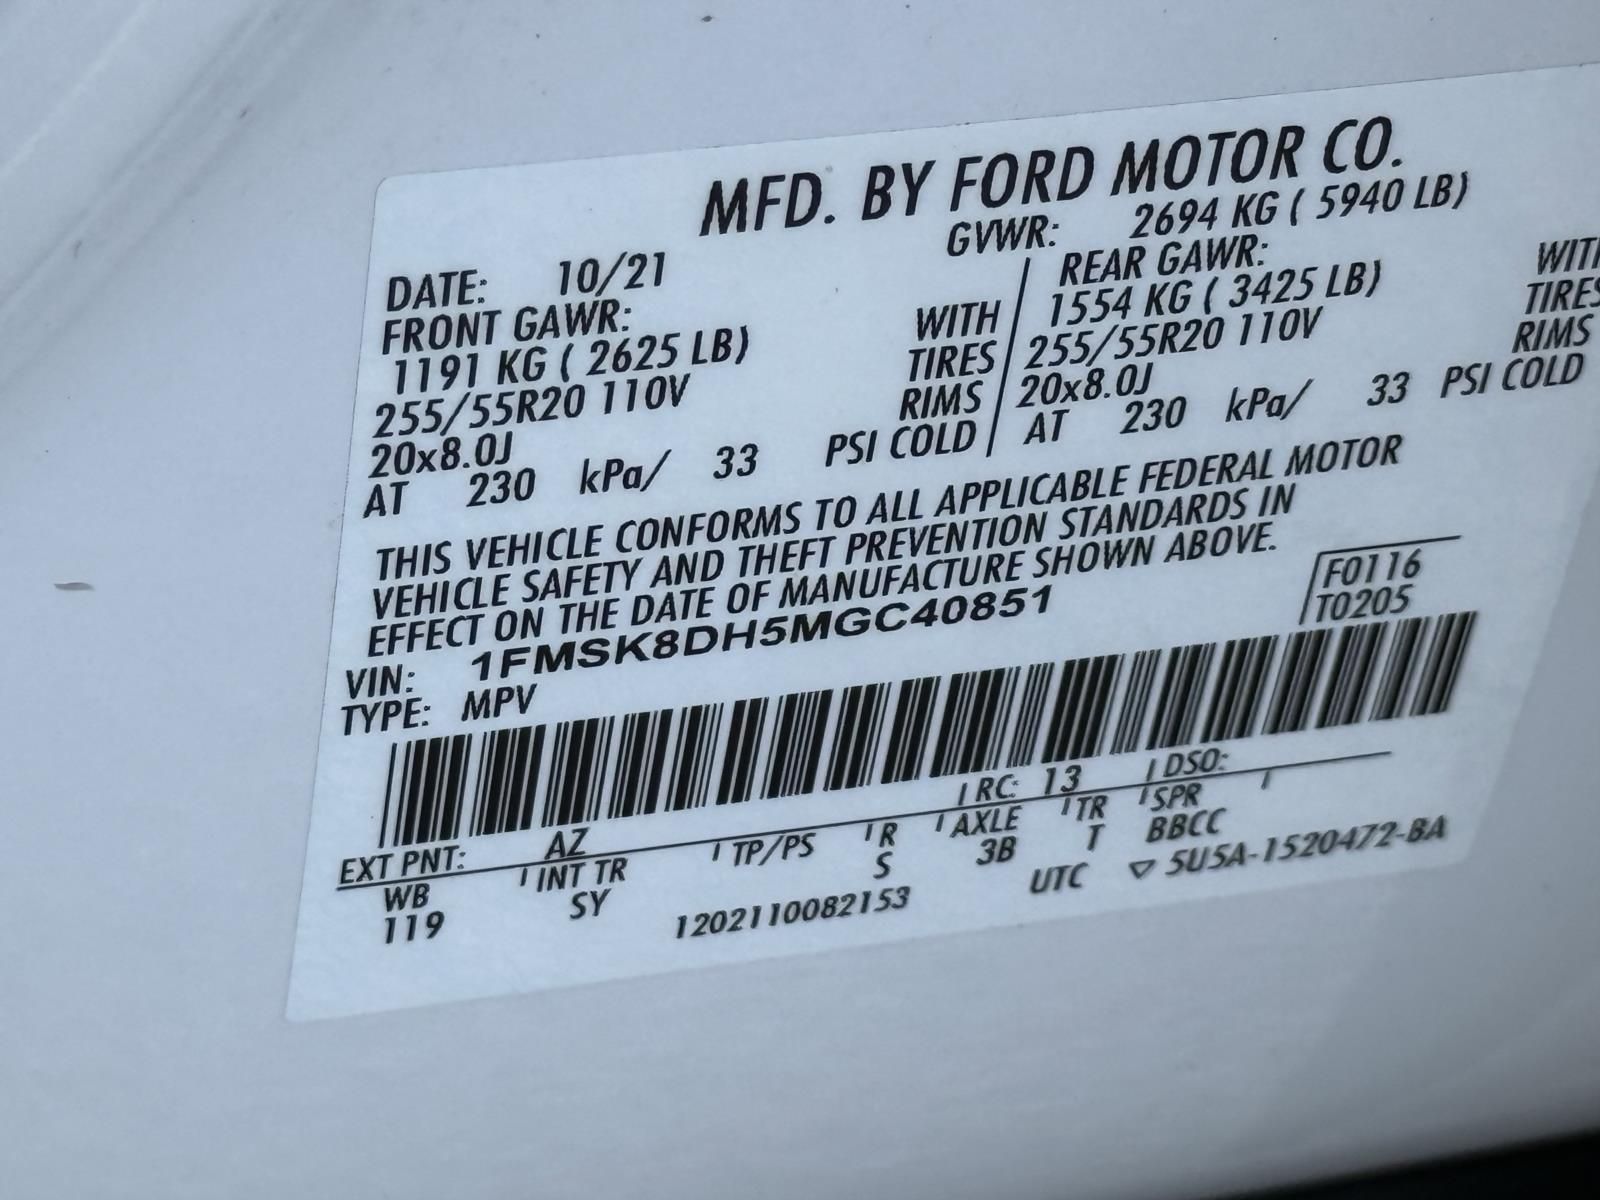 MFD. BY FORD MOTOR CO.
DATE: 10/21 GVWR: 2694 KG ( 5940 LB)
FRONT GAWR: REAR GAWR:
1191 KG ( 2625 LB) WITH 1554 KG ( 3425 LB) WITH
255/55R20 110V TIRES 255/55R20 110V TIRES
20x8.0J RIMS 20x8.0J RIMS
AT 230 kPa/ 33 PSI COLD AT 230 kPa/ 33 PSI COLD
THIS VEHICLE CONFORMS TO ALL APPLICABLE FEDERAL MOTOR
VEHICLE SAFETY AND THEFT PREVENTION STANDARDS IN
EFFECT ON THE DATE OF MANUFACTURE SHOWN ABOVE.
F0116
T0205
VIN: 1FMSK8DH5MGC40851
TYPE: MPV
EXT PNT: AZ RC: 13 DSO:
WB INT TR TP/PS R AXLE TR SPR
119 SY S 3B T BBCC
1202110082153 UTC ▽ 5U5A-1520472-BA